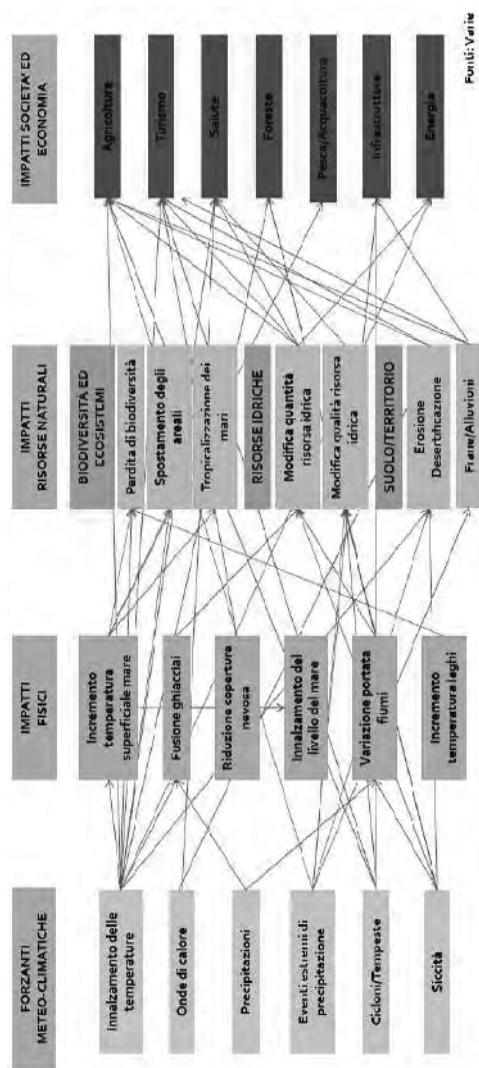 FORZANTI
METEO-CLIMATICHE
Innalzamento delle
temperature
Onde di calore
Precipitazioni
Eventi estremi di
precipitazione
Cicloni/Tempeste
Siccità
IMPATTI
FISICI
Incremento
temperatura
superficiale mare
Fusione ghiacciai
Riduzione coperture
nevosa
Innalzamento del
livello del mare
Variazione portata
fiumi
Incremento
temperatura laghi
IMPATTI
RISORSE NATURALI
BIODIVERSITÀ ED
ECOSISTEMI
Perdita di biodiversità
Spostamento degli
areali
Tropicalizzazione dei
mari
RISORSE IDRICHE
Modifica quantità
risorsa idrica
Modifica qualità risorsa
idrica
SUOLO/TERRITORIO
Erosione
Desertificazione
Frane/Alluvioni
IMPATTI SOCIETA' ED
ECONOMIA
Agricoltura
Turismo
Salute
Foreste
Pesca/Acquacoltura
Infrastrutture
Energia
Fonti: Varie